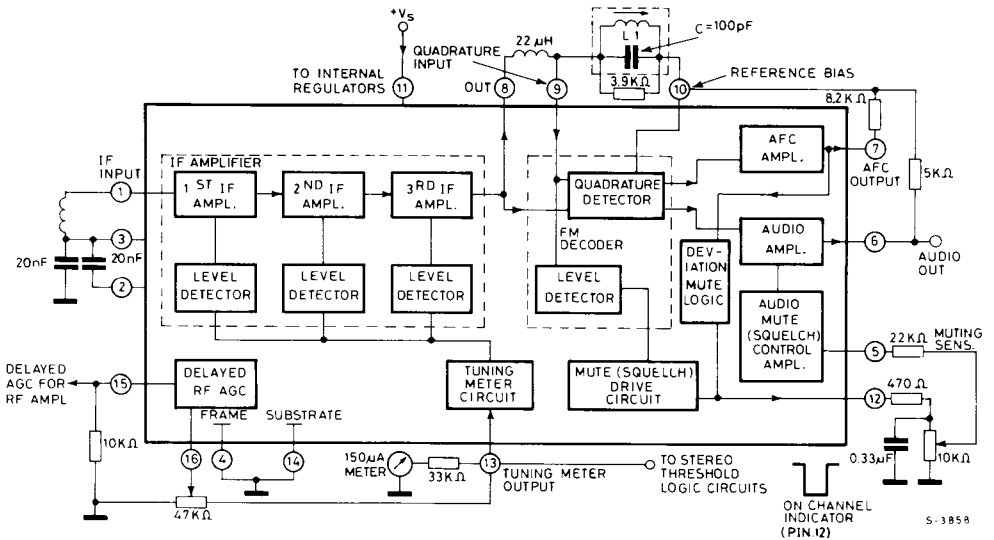 +Vs
22 µH
L1
C=100pF
QUADRATURE
INPUT
TO INTERNAL
REGULATORS
11
OUT
8
9
3.9KΩ
10
REFERENCE BIAS
8.2KΩ
IF
INPUT
1
IF AMPLIFIER
1ST IF
AMPL.
2ND IF
AMPL.
3RD IF
AMPL.
QUADRATURE
DETECTOR
AFC
AMPL.
7
AFC
OUTPUT
5KΩ
3
20nF
20nF
2
FM
DECODER
AUDIO
AMPL.
6
AUDIO
OUT
LEVEL
DETECTOR
LEVEL
DETECTOR
LEVEL
DETECTOR
LEVEL
DETECTOR
DEV-
IATION
MUTE
LOGIC
AUDIO
MUTE
(SQUELCH)
CONTROL
AMPL.
5
22KΩ
MUTING
SENS.
DELAYED
AGC FOR
RF AMPL
15
DELAYED
RF AGC
TUNING
METER
CIRCUIT
MUTE (SQUELCH)
DRIVE
CIRCUIT
12
470 Ω
FRAME
SUBSTRATE
10KΩ
16
4
14
150µA
METER
33KΩ
13
TUNING METER
OUTPUT
TO STEREO
THRESHOLD
LOGIC CIRCUITS
0.33µF
10KΩ
47KΩ
ON CHANNEL
INDICATOR
(PIN.12)
S-3858